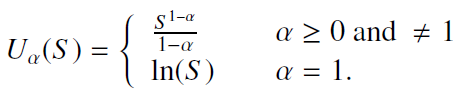 U_α(S) = { S^{1−α}/(1−α)   α ≥ 0 and ≠ 1
ln(S)   α = 1.